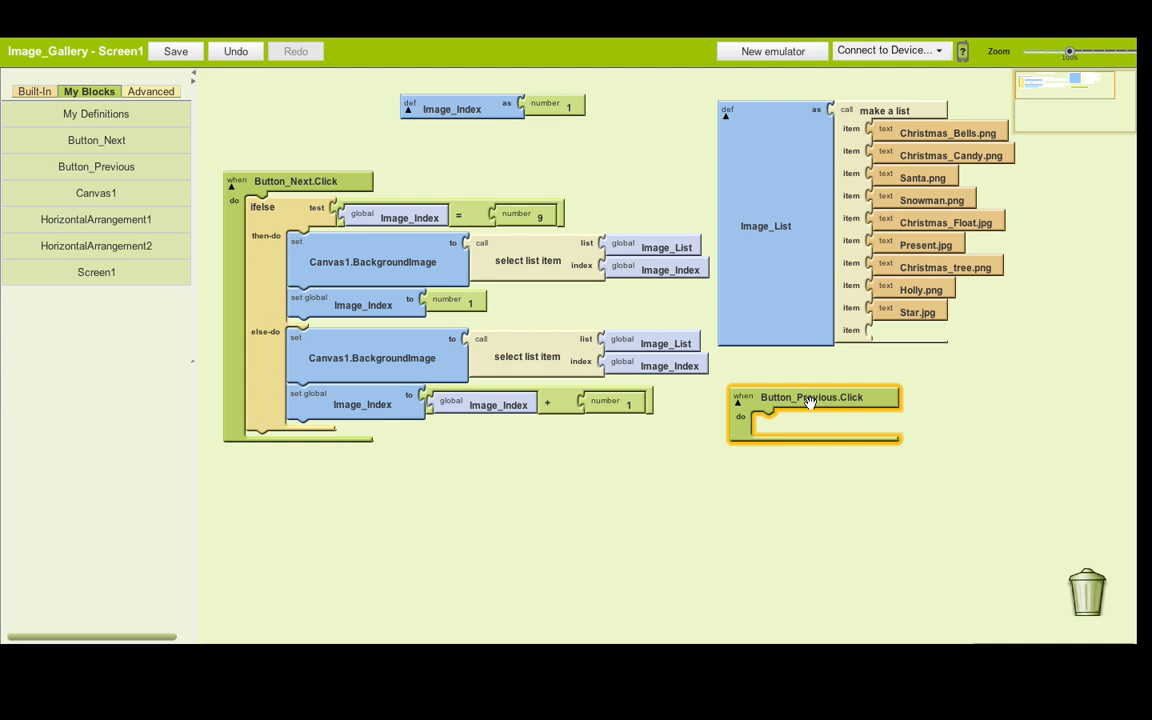 Image_Gallery - Screen1 Save Undo Redo New emulator Connect to Device... Zoom
100%
Built-In My Blocks Advanced
My Definitions
Button_Next
Button_Previous
Canvas1
HorizontalArrangement1
HorizontalArrangement2
Screen1
def Image_Index as number 1
when Button_Next.Click
do
ifelse test global Image_Index = number 9
then-do
set Canvas1.BackgroundImage to call select list item list global Image_List
index global Image_Index
set global Image_Index to number 1
else-do
set Canvas1.BackgroundImage to call select list item list global Image_List
index global Image_Index
set global Image_Index to global Image_Index + number 1
def Image_List as call make a list
item text Christmas_Bells.png
item text Christmas_Candy.png
item text Santa.png
item text Snowman.png
item text Christmas_Float.jpg
item text Present.jpg
item text Christmas_tree.png
item text Holly.png
item text Star.jpg
item
when Button_Previous.Click
do